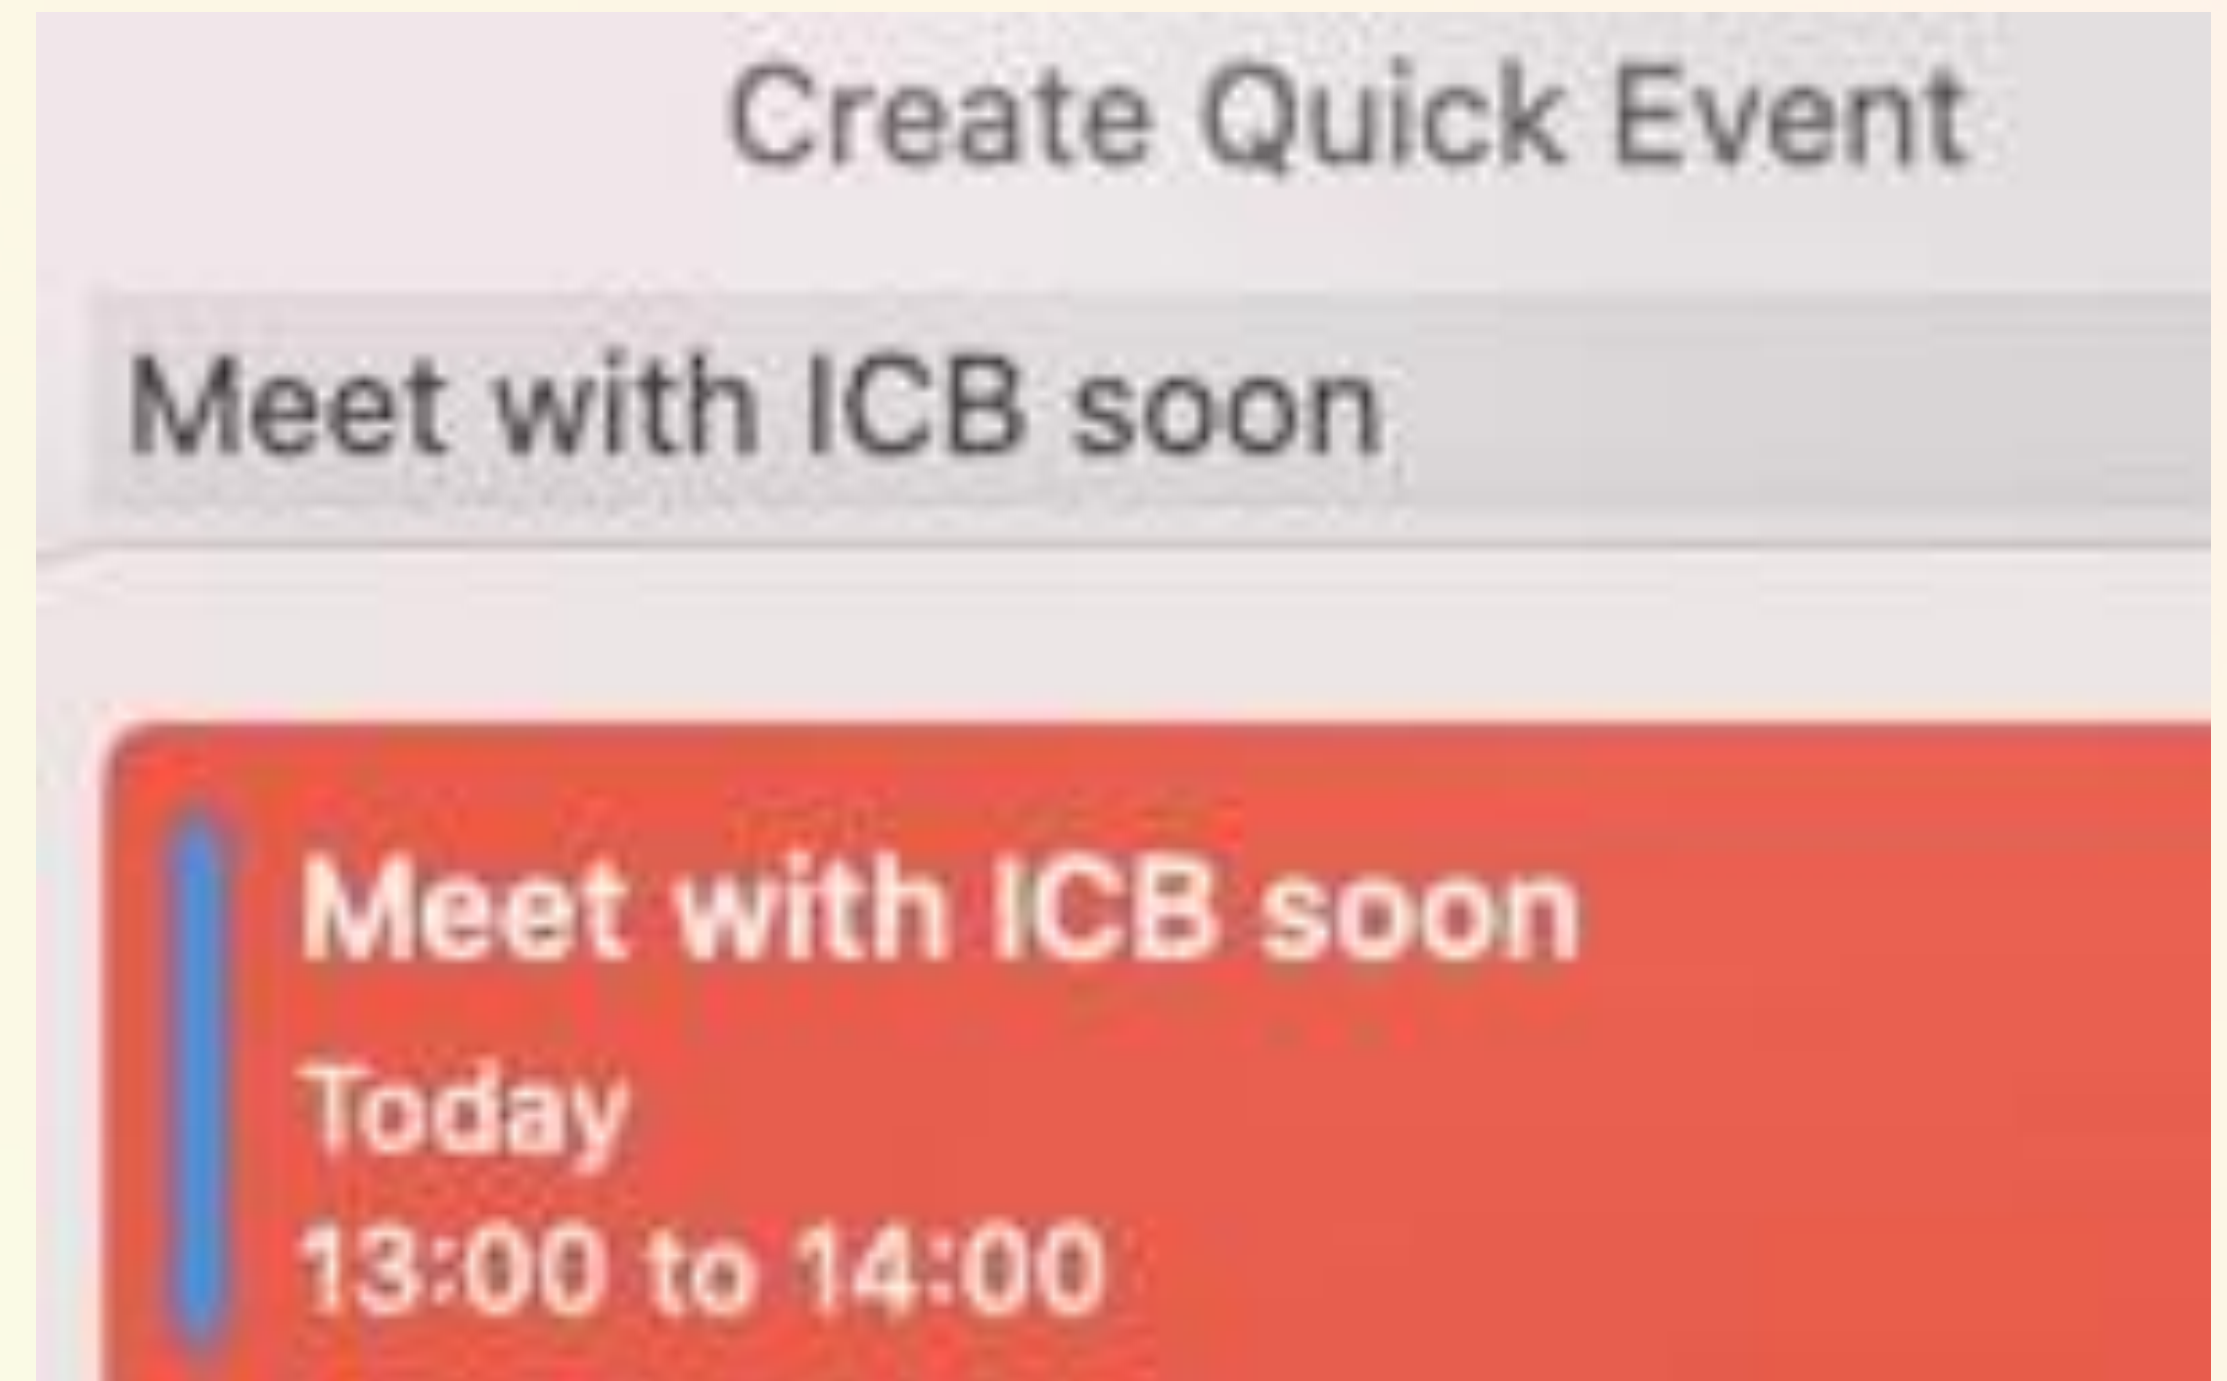 Create Quick Event
Meet with ICB soon
Meet with ICB soon
Today
13:00 to 14:00